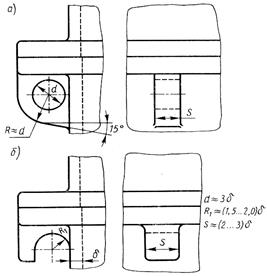 а)
d
R≈d
15°
S
б)
R₁
δ
S
d≈3δ
R₁≈(1,5...2,0)δ
S≈(2...3)δ